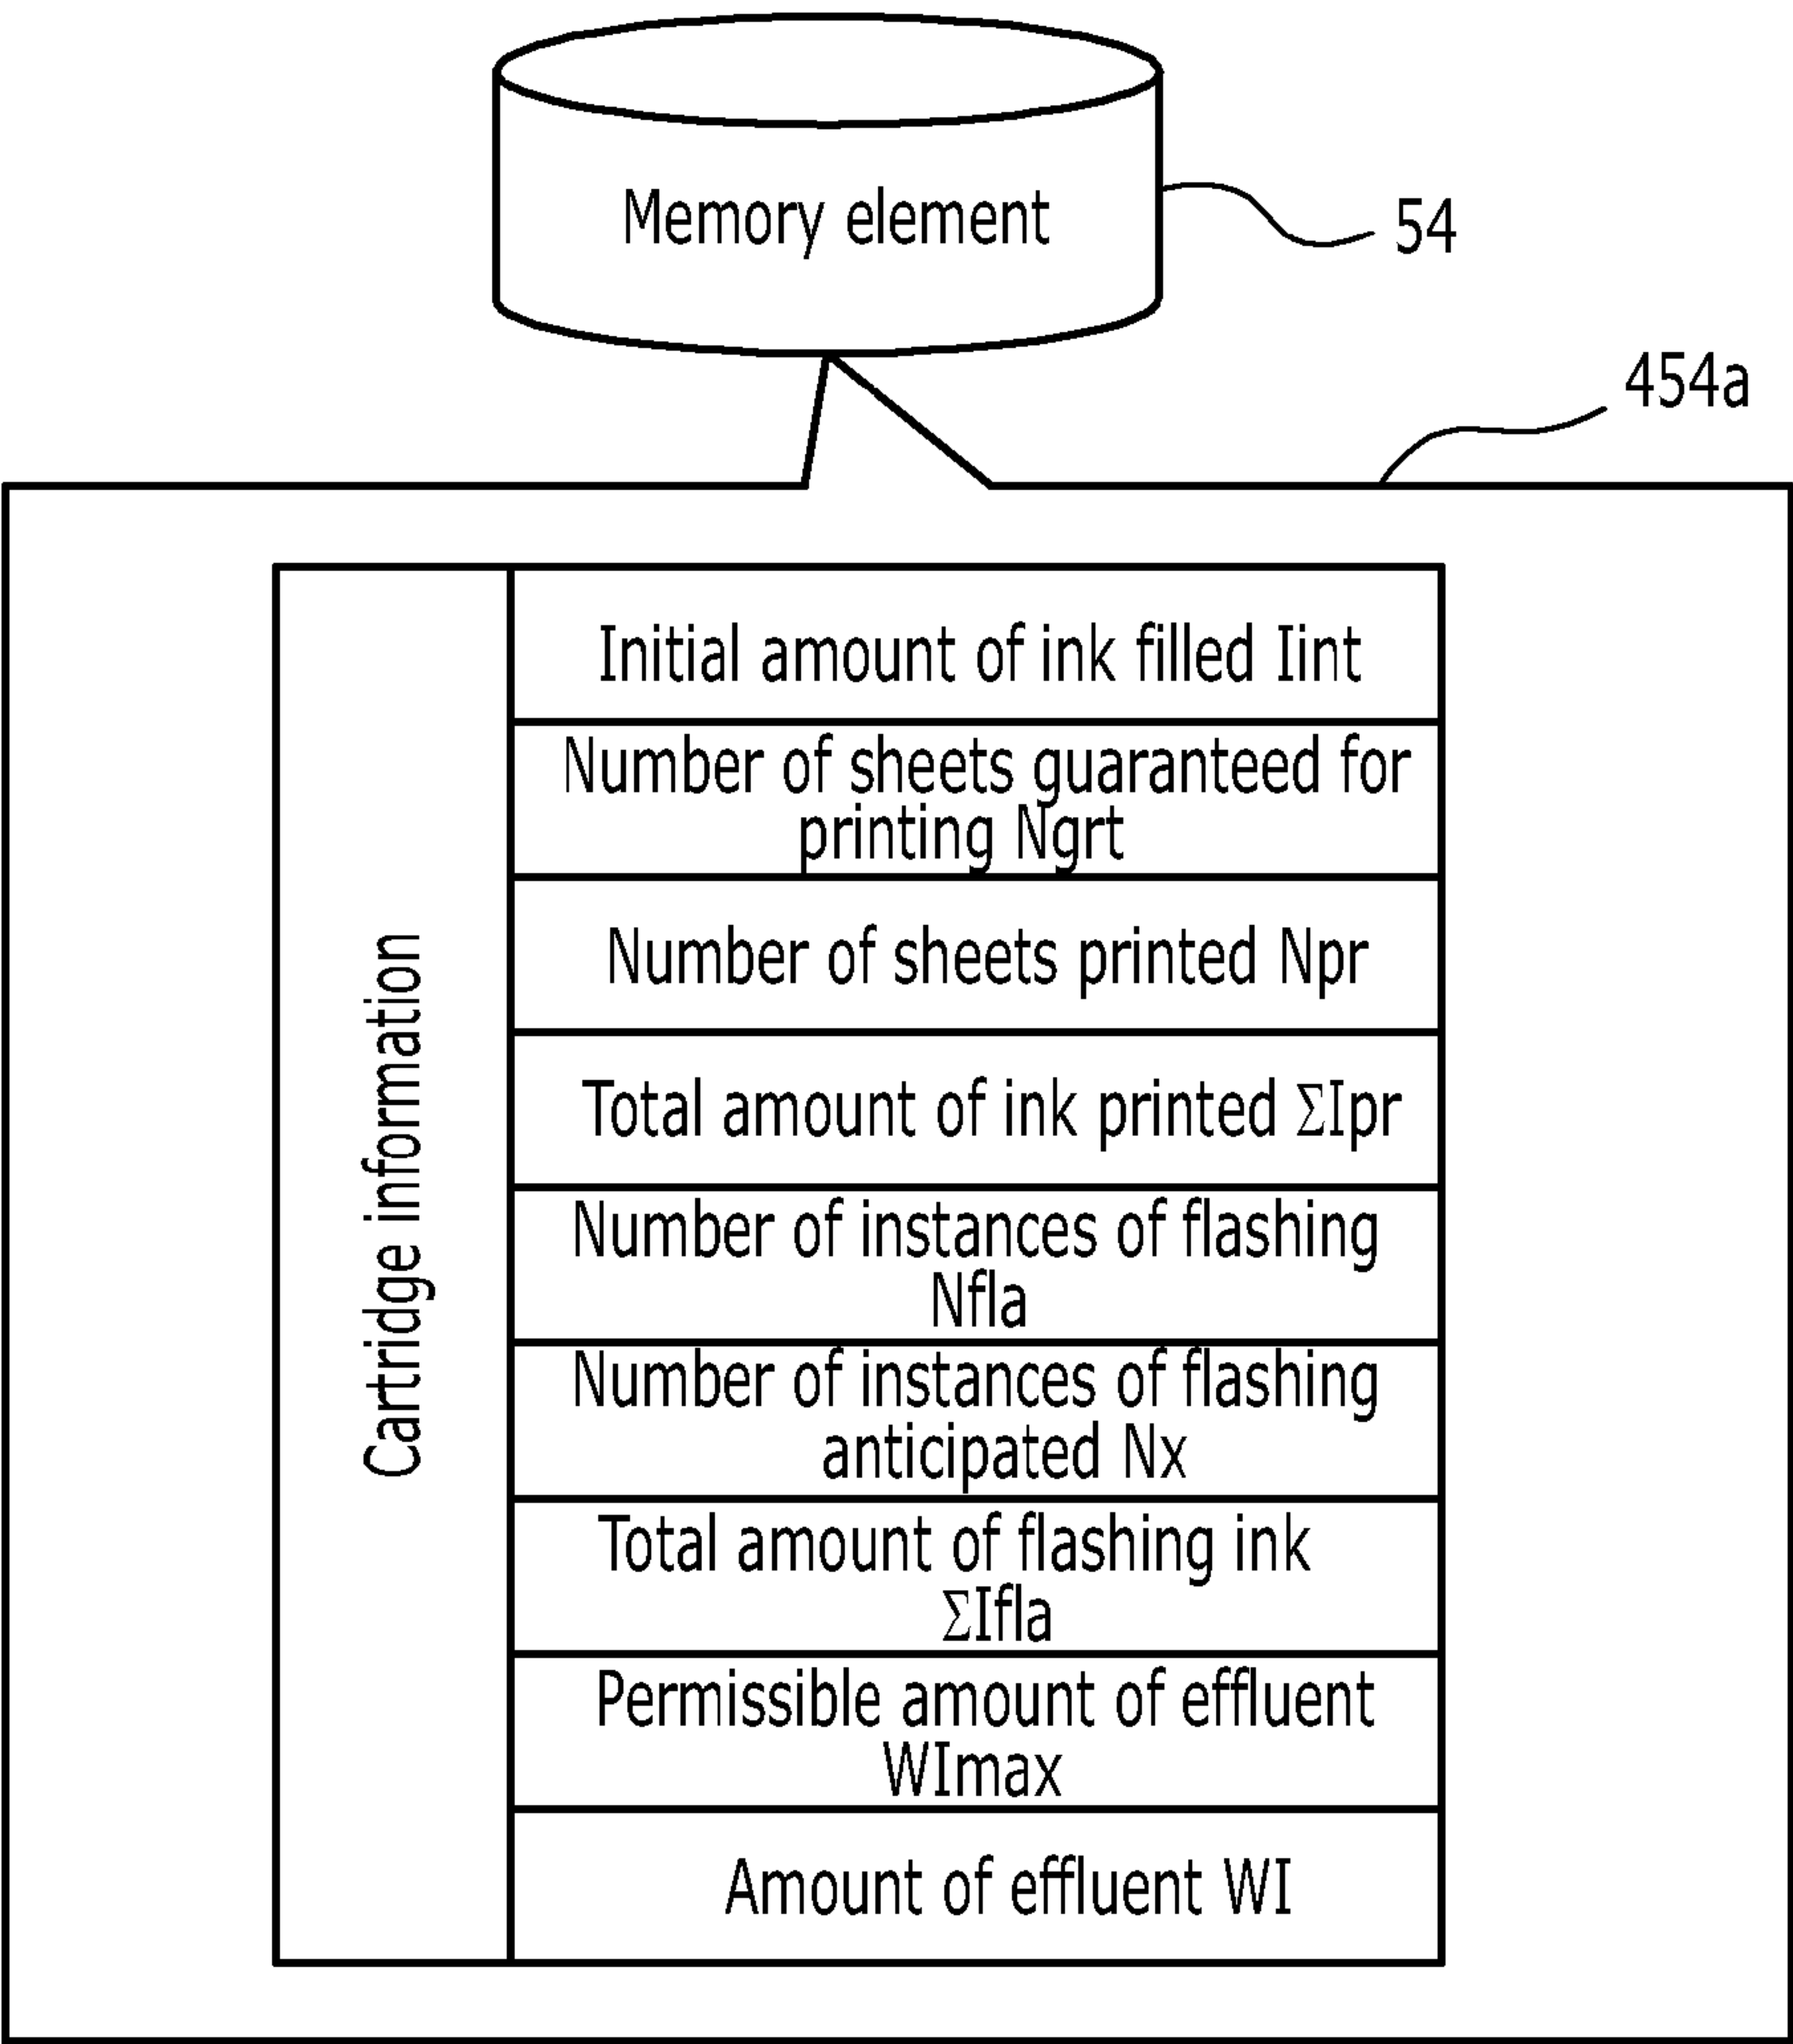 Memory element
54
454a
Cartridge information
Initial amount of ink filled Iint
Number of sheets guaranteed for
printing Ngrt
Number of sheets printed Npr
Total amount of ink printed ΣIpr
Number of instances of flashing
Nfla
Number of instances of flashing
anticipated Nx
Total amount of flashing ink
ΣIfla
Permissible amount of effluent
WImax
Amount of effluent WI